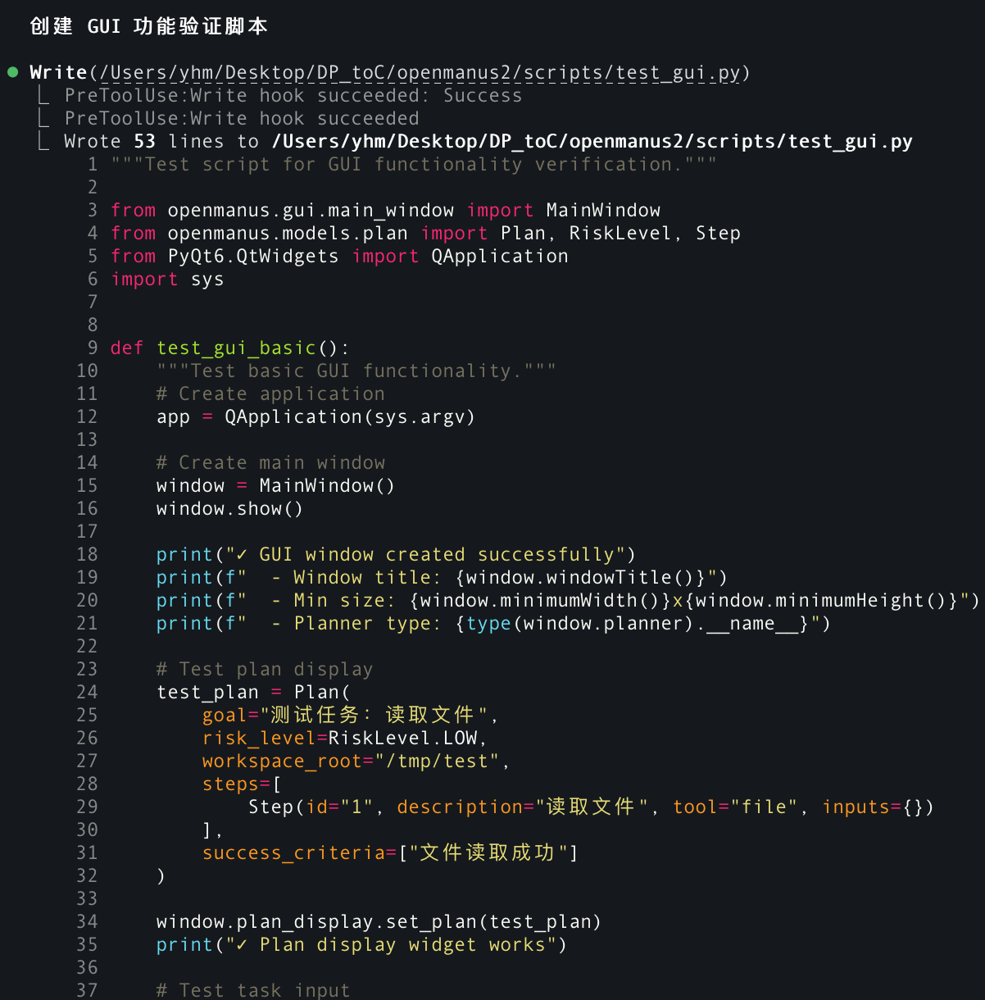 创建 GUI 功能验证脚本
Write(/Users/yhm/Desktop/DP_toC/openmanus2/scripts/test_gui.py)
PreToolUse:Write hook succeeded: Success
PreToolUse:Write hook succeeded
Wrote 53 lines to /Users/yhm/Desktop/DP_toC/openmanus2/scripts/test_gui.py
1 """Test script for GUI functionality verification."""
2
3 from openmanus.gui.main_window import MainWindow
4 from openmanus.models.plan import Plan, RiskLevel, Step
5 from PyQt6.QtWidgets import QApplication
6 import sys
7
8
9 def test_gui_basic():
10     """Test basic GUI functionality."""
11     # Create application
12     app = QApplication(sys.argv)
13
14     # Create main window
15     window = MainWindow()
16     window.show()
17
18     print("✓ GUI window created successfully")
19     print(f"  - Window title: {window.windowTitle()}")
20     print(f"  - Min size: {window.minimumWidth()}x{window.minimumHeight()}")
21     print(f"  - Planner type: {type(window.planner).__name__}")
22
23     # Test plan display
24     test_plan = Plan(
25         goal="测试任务: 读取文件",
26         risk_level=RiskLevel.LOW,
27         workspace_root="/tmp/test",
28         steps=[
29             Step(id="1", description="读取文件", tool="file", inputs={})
30         ],
31         success_criteria=["文件读取成功"]
32     )
33
34     window.plan_display.set_plan(test_plan)
35     print("✓ Plan display widget works")
36
37     # Test task input